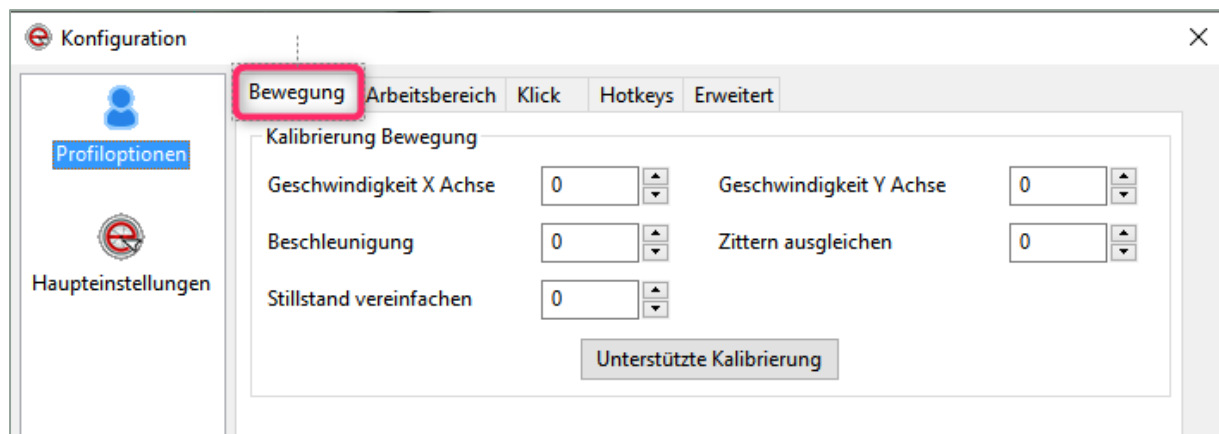 Konfiguration
Bewegung Arbeitsbereich Klick Hotkeys Erweitert
Profiloptionen
Haupteinstellungen
Kalibrierung Bewegung
Geschwindigkeit X Achse 0 Geschwindigkeit Y Achse 0
Beschleunigung 0 Zittern ausgleichen 0
Stillstand vereinfachen 0
Unterstützte Kalibrierung